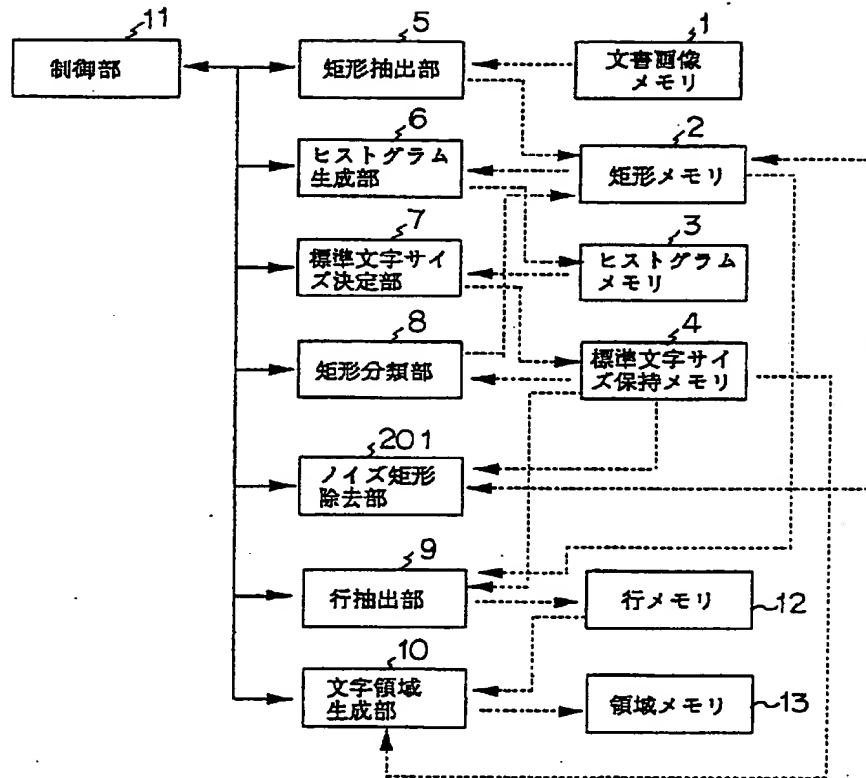 11
制御部
5
矩形抽出部
1
文書画像
メモリ
6
ヒストグラム
生成部
2
矩形メモリ
7
標準文字サイ
ズ決定部
3
ヒストグラム
メモリ
8
矩形分類部
4
標準文字サイ
ズ保持メモリ
201
ノイズ矩形
除去部
9
行抽出部
行メモリ
12
10
文字領域
生成部
領域メモリ
13